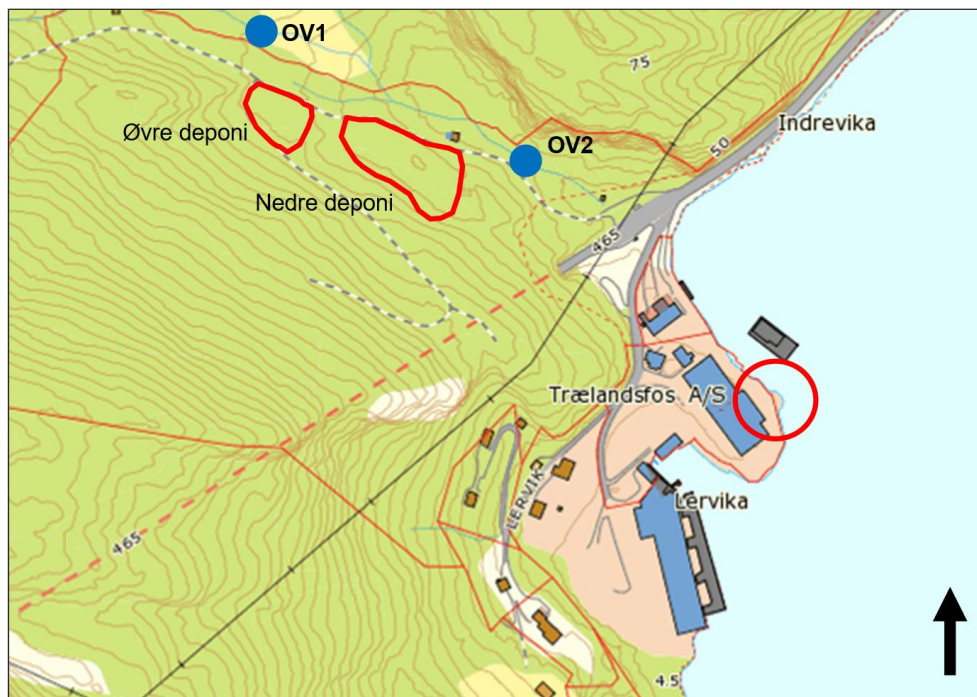 OV1
75
Indrevika
Øvre deponi
50
OV2
Nedre deponi
465
Trælandsfos A/S
LERVIK
Lervika
465
4.5